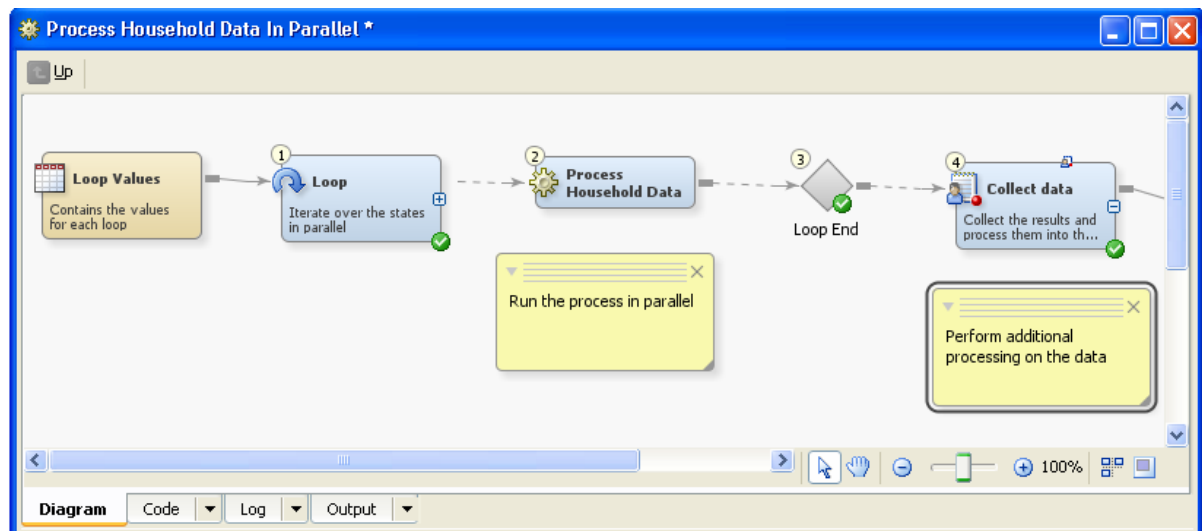 Process Household Data In Parallel *
Up
1
Loop Values
Contains the values
for each loop
Loop
Iterate over the states
in parallel
2
Process
Household Data
3
Loop End
4
Collect data
Collect the results and
process them into th...
Run the process in parallel
Perform additional
processing on the data
100%
Diagram
Code
Log
Output